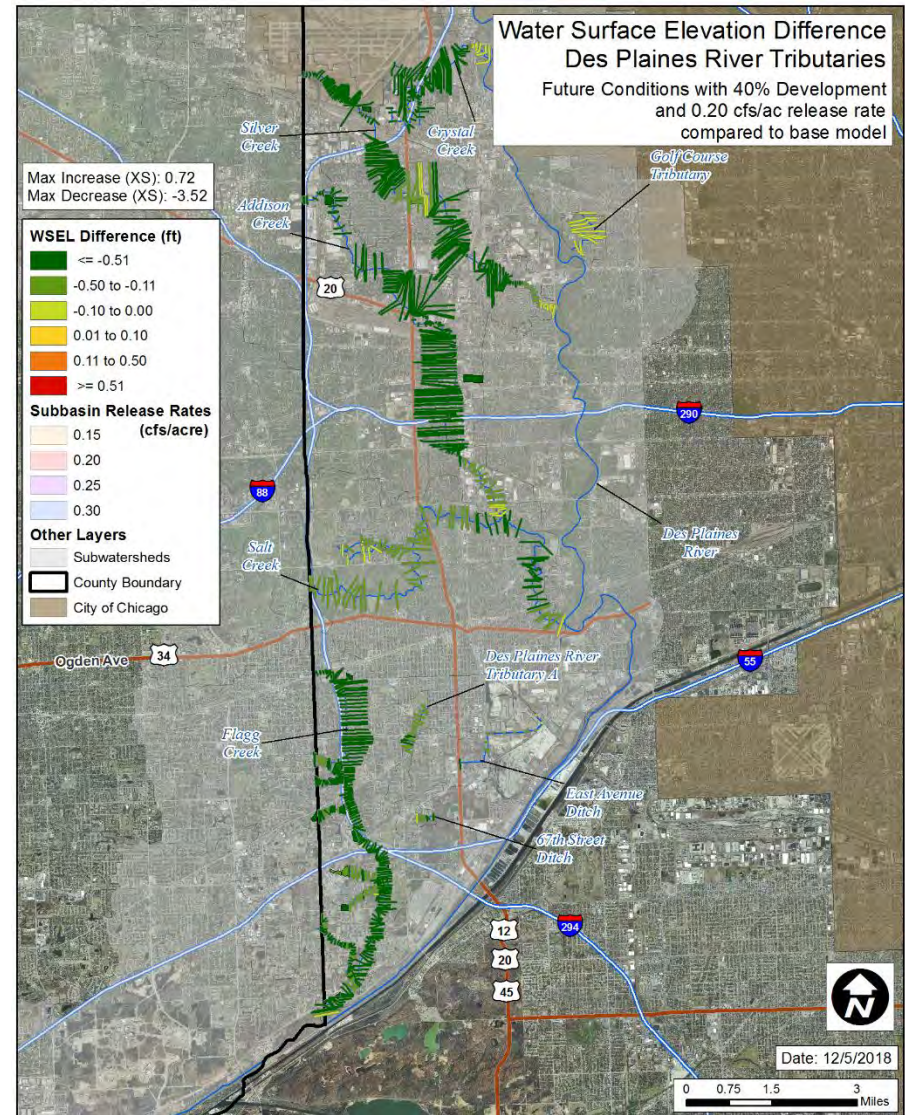 Water Surface Elevation Difference
Des Plaines River Tributaries
Future Conditions with 40% Development
and 0.20 cfs/ac release rate
compared to base model
Silver
Creek
Crystal
Creek
Golf Course
Tributary
Max Increase (XS): 0.72
Max Decrease (XS): -3.52
Addison
Creek
WSEL Difference (ft)
<= -0.51
-0.50 to -0.11
-0.10 to 0.00
0.01 to 0.10
0.11 to 0.50
>= 0.51
Subbasin Release Rates
(cfs/acre)
0.15
0.20
0.25
0.30
Other Layers
Subwatersheds
County Boundary
City of Chicago
20
290
88
Salt
Creek
Des Plaines
River
Ogden Ave
34
55
Des Plaines River
Tributary A
Flagg
Creek
East Avenue
Ditch
67th Street
Ditch
12
20
45
294
N
Date: 12/5/2018
0 0.75 1.5 3
Miles